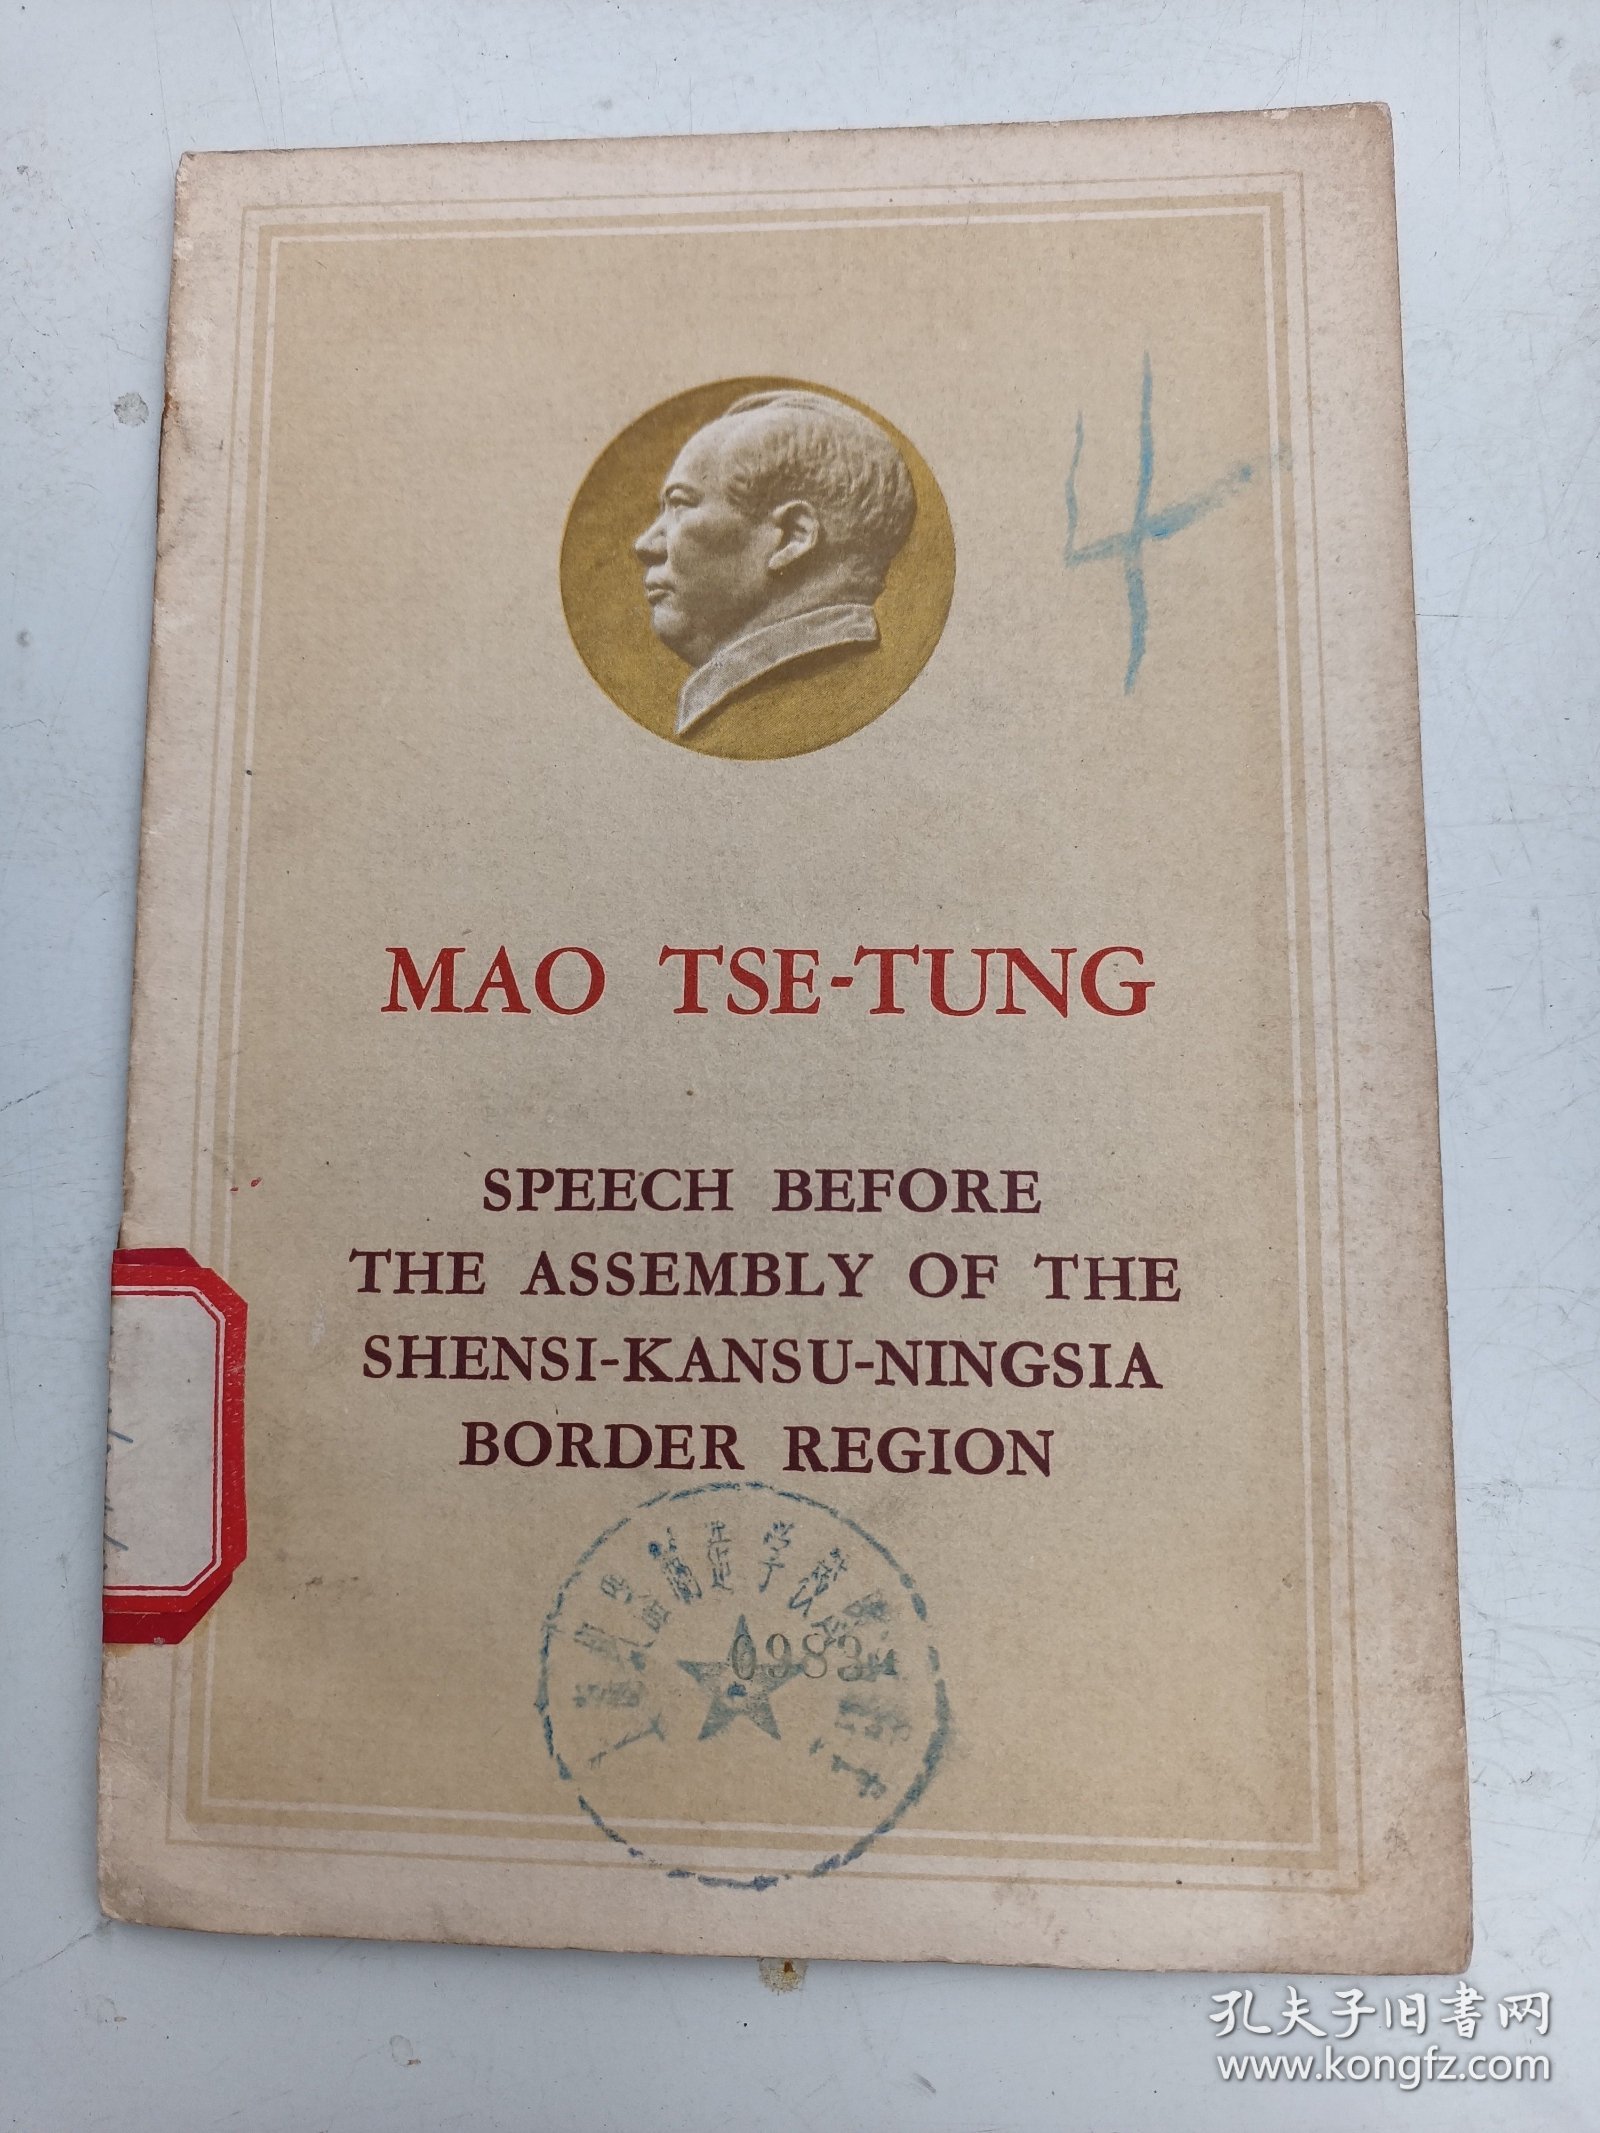 4
MAO TSE-TUNG
SPEECH BEFORE
THE ASSEMBLY OF THE
SHENSI-KANSU-NINGSIA
BORDER REGION
孔夫子旧书网
www.kongfz.com